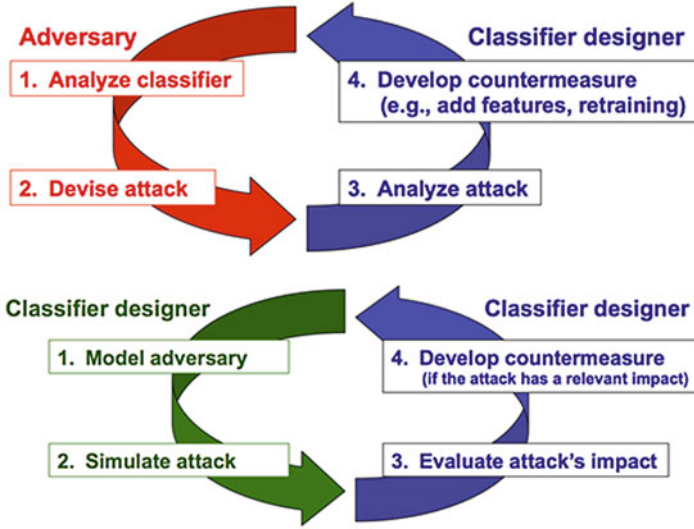 Adversary
Classifier designer
1. Analyze classifier
4. Develop countermeasure
(e.g., add features, retraining)
2. Devise attack
3. Analyze attack
Classifier designer
Classifier designer
1. Model adversary
4. Develop countermeasure
(if the attack has a relevant impact)
2. Simulate attack
3. Evaluate attack's impact